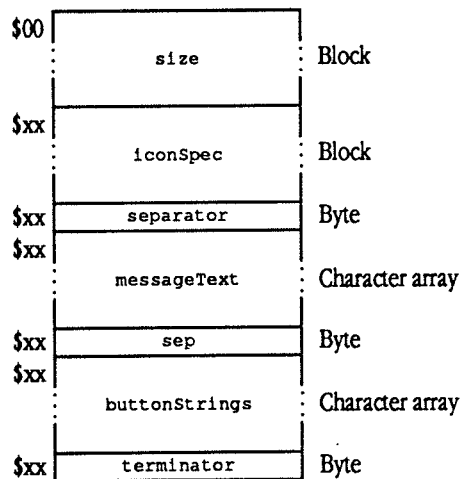 $00
size Block
$xx
iconSpec Block
$xx separator Byte
$xx
messageText Character array
$xx sep Byte
$xx
buttonStrings Character array
$xx terminator Byte